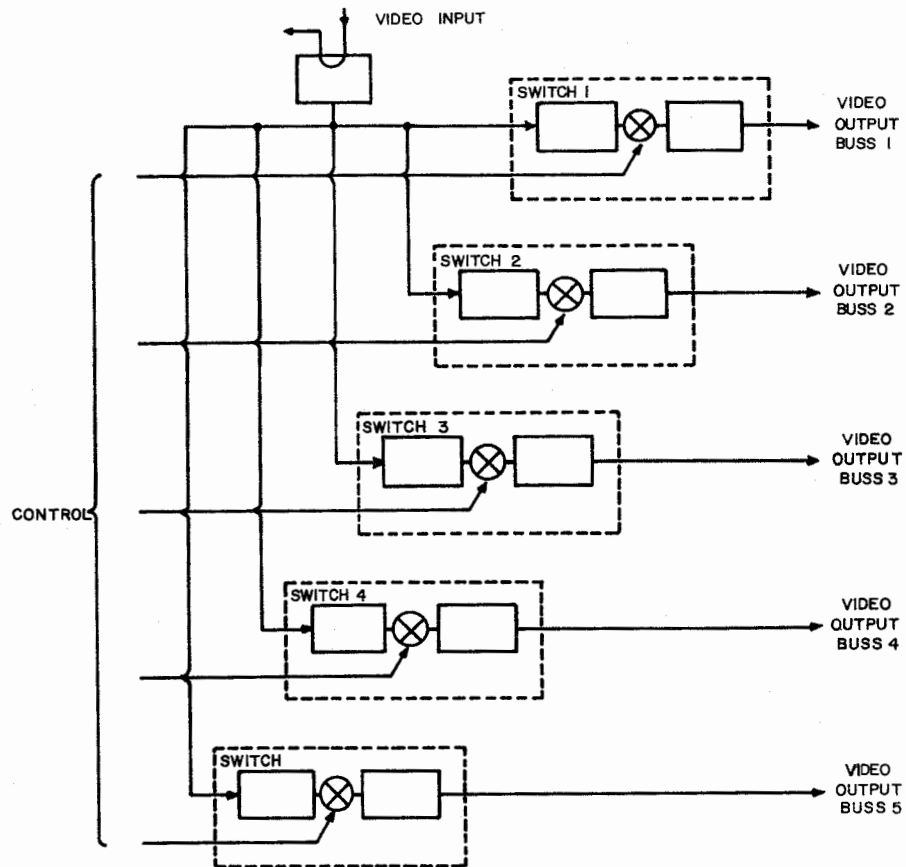 VIDEO INPUT
SWITCH 1
VIDEO
OUTPUT
BUSS 1
SWITCH 2
VIDEO
OUTPUT
BUSS 2
SWITCH 3
VIDEO
OUTPUT
BUSS 3
CONTROL
SWITCH 4
VIDEO
OUTPUT
BUSS 4
SWITCH
VIDEO
OUTPUT
BUSS 5